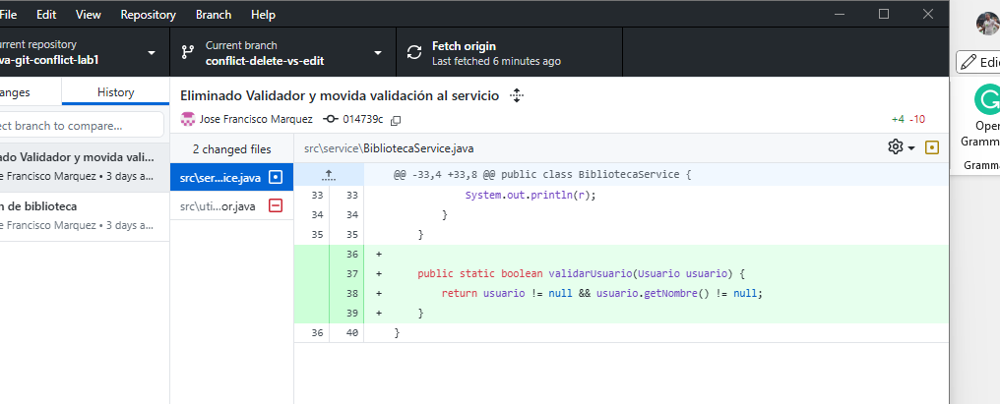 File Edit View Repository Branch Help
urrent repository
va-git-conflict-lab1
Current branch
conflict-delete-vs-edit
Fetch origin
Last fetched 6 minutes ago
anges
History
ect branch to compare...
ado Validador y movida vali...
e Francisco Marquez • 3 days a...
n de biblioteca
e Francisco Marquez • 3 days a...
Eliminado Validador y movida validación al servicio
Jose Francisco Marquez 014739c
+4 -10
2 changed files
src\ser...ice.java
src\uti...or.java
src\service\BibliotecaService.java
@@ -33,4 +33,8 @@ public class BibliotecaService {
33 33 System.out.println(r);
34 34 }
35 35 }
36 +
37 + public static boolean validarUsuario(Usuario usuario) {
38 + return usuario != null && usuario.getNombre() != null;
39 + }
36 40 }
Edi
Open
Gramma
Gramma